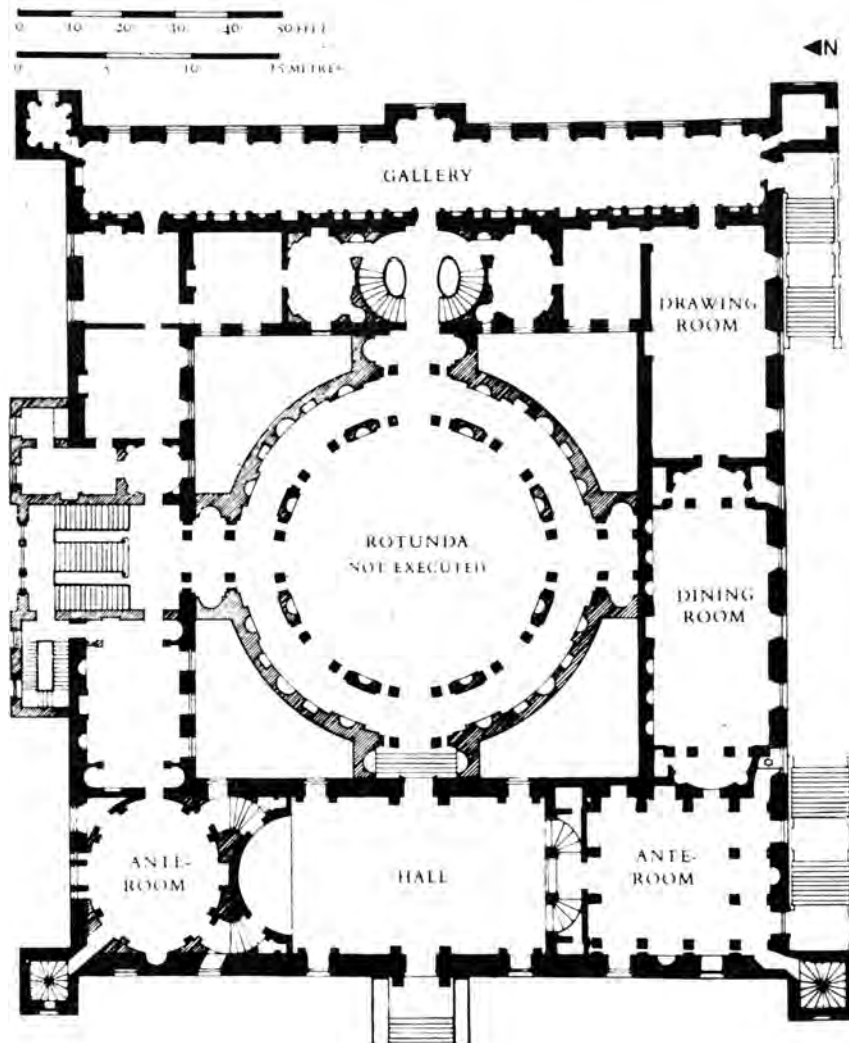 0 10 20 30 40 50 FEET
0 5 10 15 METRES
N
GALLERY
DRAWING
ROOM
ROTUNDA
NOT EXECUTED
DINING
ROOM
ANTE-
ROOM
HALL
ANTE-
ROOM